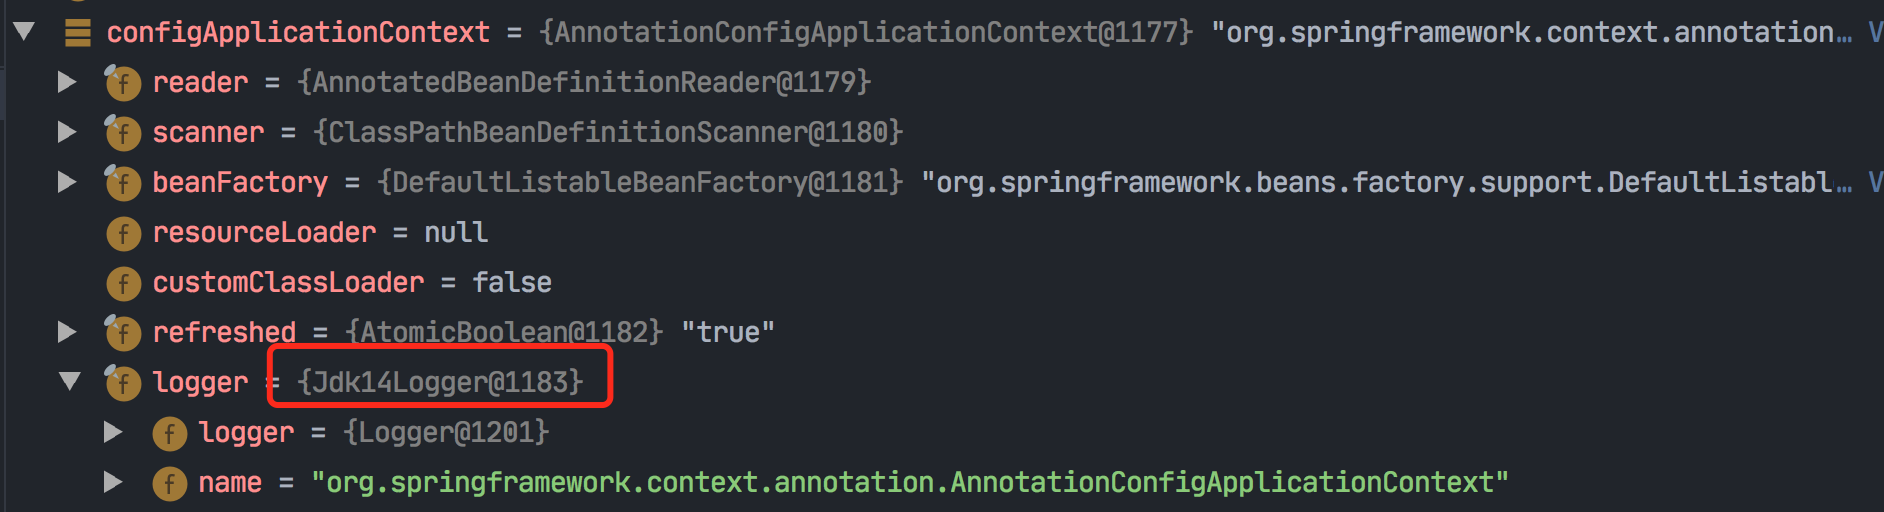 configApplicationContext = {AnnotationConfigApplicationContext@1177} "org.springframework.context.annotation... V
f reader = {AnnotatedBeanDefinitionReader@1179}
f scanner = {ClassPathBeanDefinitionScanner@1180}
f beanFactory = {DefaultListableBeanFactory@1181} "org.springframework.beans.factory.support.DefaultListabl... V
f resourceLoader = null
f customClassLoader = false
f refreshed = {AtomicBoolean@1182} "true"
f logger = {Jdk14Logger@1183}
f logger = {Logger@1201}
f name = "org.springframework.context.annotation.AnnotationConfigApplicationContext"